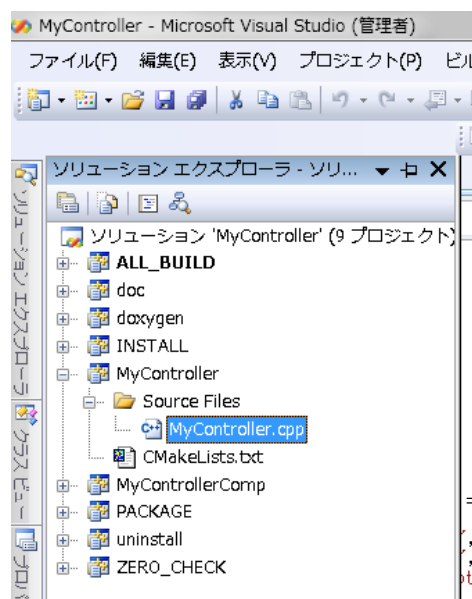 MyController - Microsoft Visual Studio (管理者)
ファイル(F) 編集(E) 表示(V) プロジェクト(P) ビル
ソリューション エクスプローラ - ソリュ...
ソリューション 'MyController' (9 プロジェクト)
ALL_BUILD
doc
doxygen
INSTALL
MyController
Source Files
MyController.cpp
CMakeLists.txt
MyControllerComp
PACKAGE
uninstall
ZERO_CHECK
ソリューション エクスプローラ
クラス ビュー
プロパ